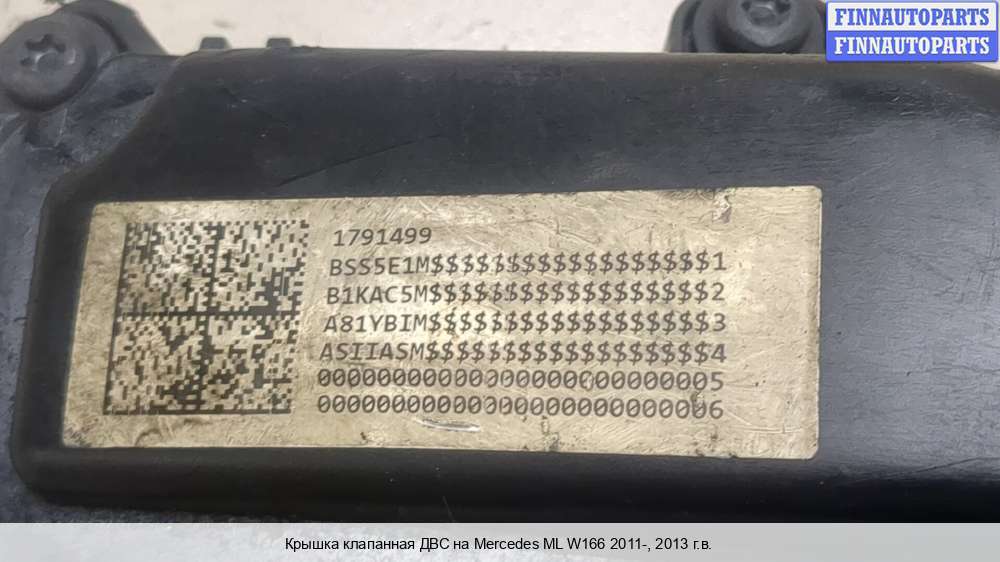 FINNAUTOPARTS
FINNAUTOPARTS
1791499
BSS5E1M$$$$$$$$$$$$$$$$$$1
B1KAC5M$$$$$$$$$$$$$$$$$$2
A81YBIM$$$$$$$$$$$$$$$$$$3
ASIIASM$$$$$$$$$$$$$$$$$$4
00000000000000000000000005
00000000000000000000000006
Крышка клапанная ДВС на Mercedes ML W166 2011-, 2013 г.в.